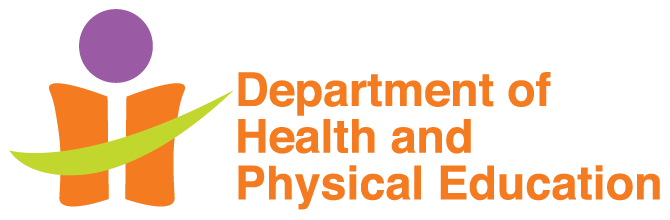 Department of
Health and
Physical Education